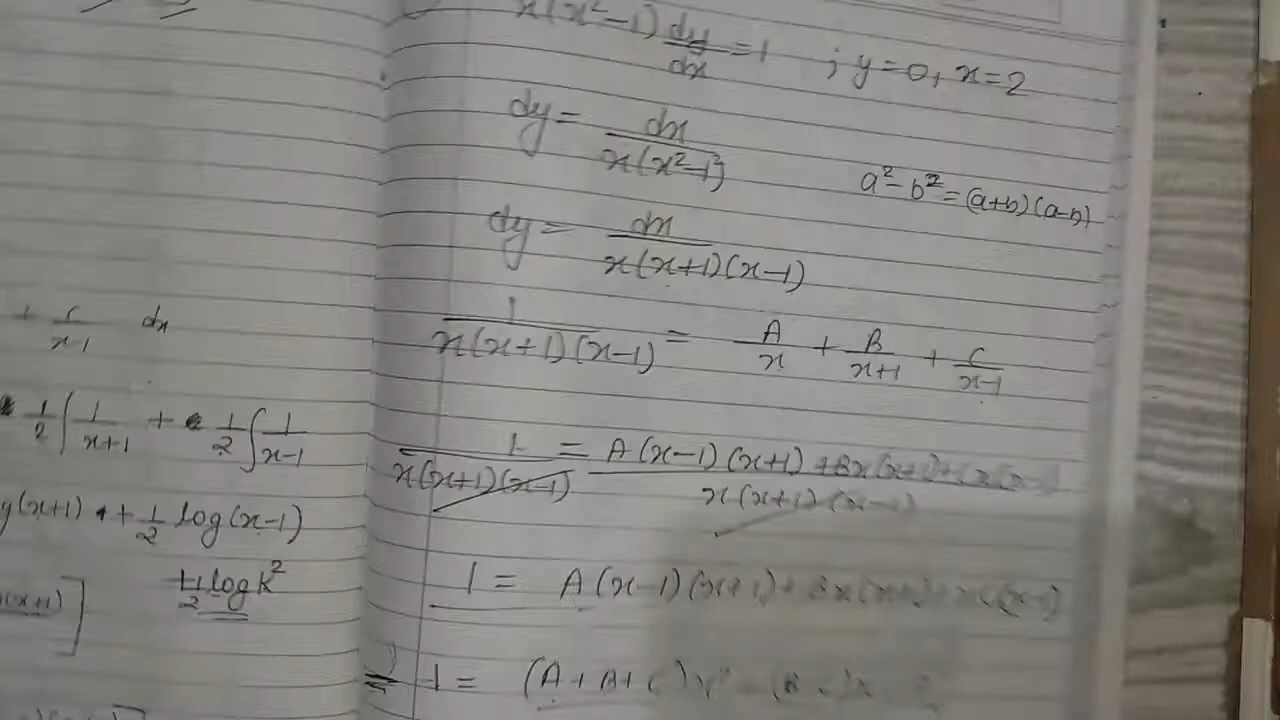 x(x²-1) dy/dx = 1 ; y=0, x=2
dy = dx / x(x²-1²)
a²-b² = (a+b)(a-b)
dy = dx / x(x+1)(x-1)
1 / x(x+1)(x-1) = A/x + B/x+1 + C/x-1
1 / x(x+1)(x-1) = A(x-1)(x+1) + Bx / x(x+1)
1 = A(x-1)(x+1) +
1 = (A+B+C)
+ C/x-1 dx
1/2 ∫ 1/x+1 + 1/2 ∫ 1/x-1
(x+1) + 1/2 log(x-1)
(x+1) ] + 1/2 log k²